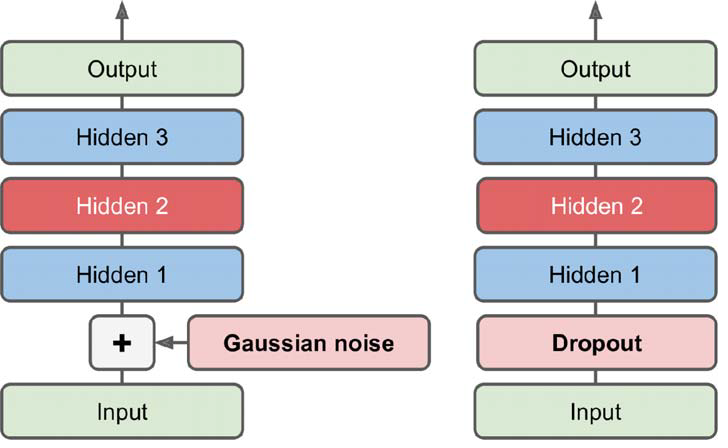 Output
Hidden 3
Hidden 2
Hidden 1
+
Gaussian noise
Input
Output
Hidden 3
Hidden 2
Hidden 1
Dropout
Input